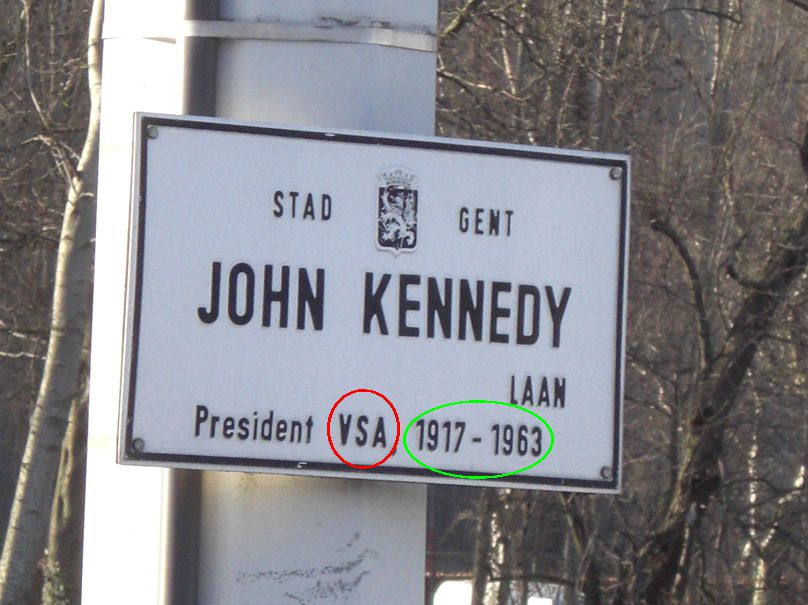 STAD GENT
JOHN KENNEDY
LAAN
President VSA, 1917-1963